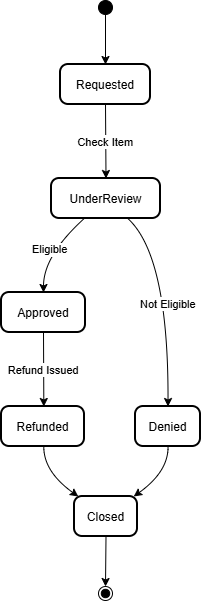 Requested
Check Item
UnderReview
Eligible
Not Eligible
Approved
Refund Issued
Refunded
Denied
Closed